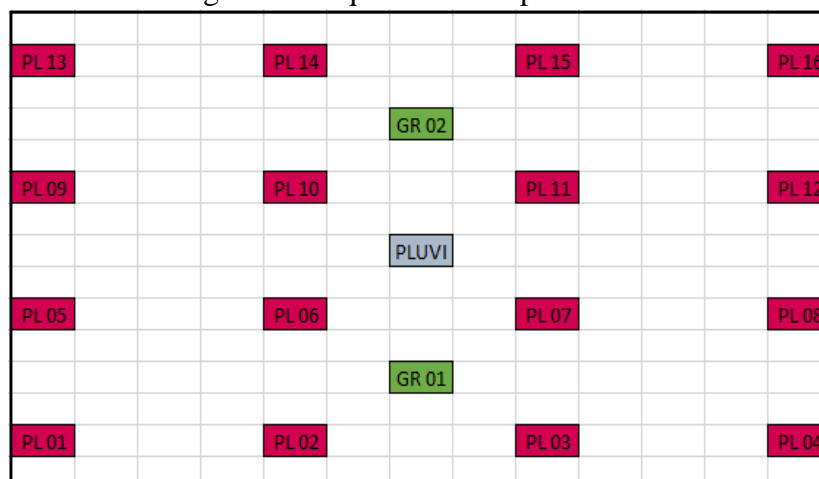 PL 13 PL 14 PL 15 PL 16
GR 02
PL 09 PL 10 PL 11 PL 12
PLUVI
PL 05 PL 06 PL 07 PL 08
GR 01
PL 01 PL 02 PL 03 PL 04